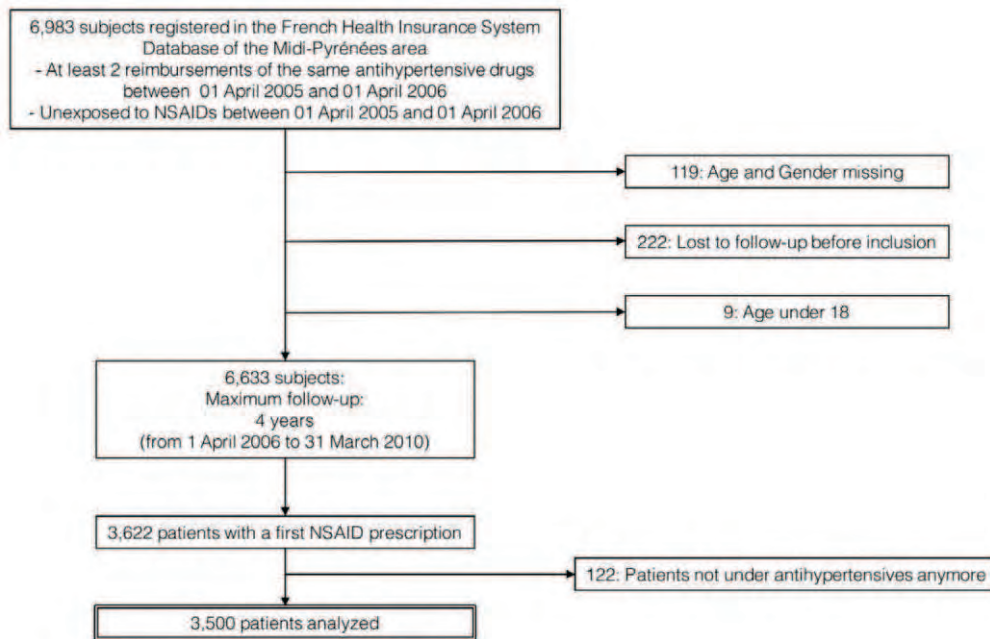 6,983 subjects registered in the French Health Insurance System
Database of the Midi-Pyrénées area
- At least 2 reimbursements of the same antihypertensive drugs
between 01 April 2005 and 01 April 2006
- Unexposed to NSAIDs between 01 April 2005 and 01 April 2006
119: Age and Gender missing
222: Lost to follow-up before inclusion
9: Age under 18
6,633 subjects:
Maximum follow-up:
4 years
(from 1 April 2006 to 31 March 2010)
3,622 patients with a first NSAID prescription
122: Patients not under antihypertensives anymore
3,500 patients analyzed